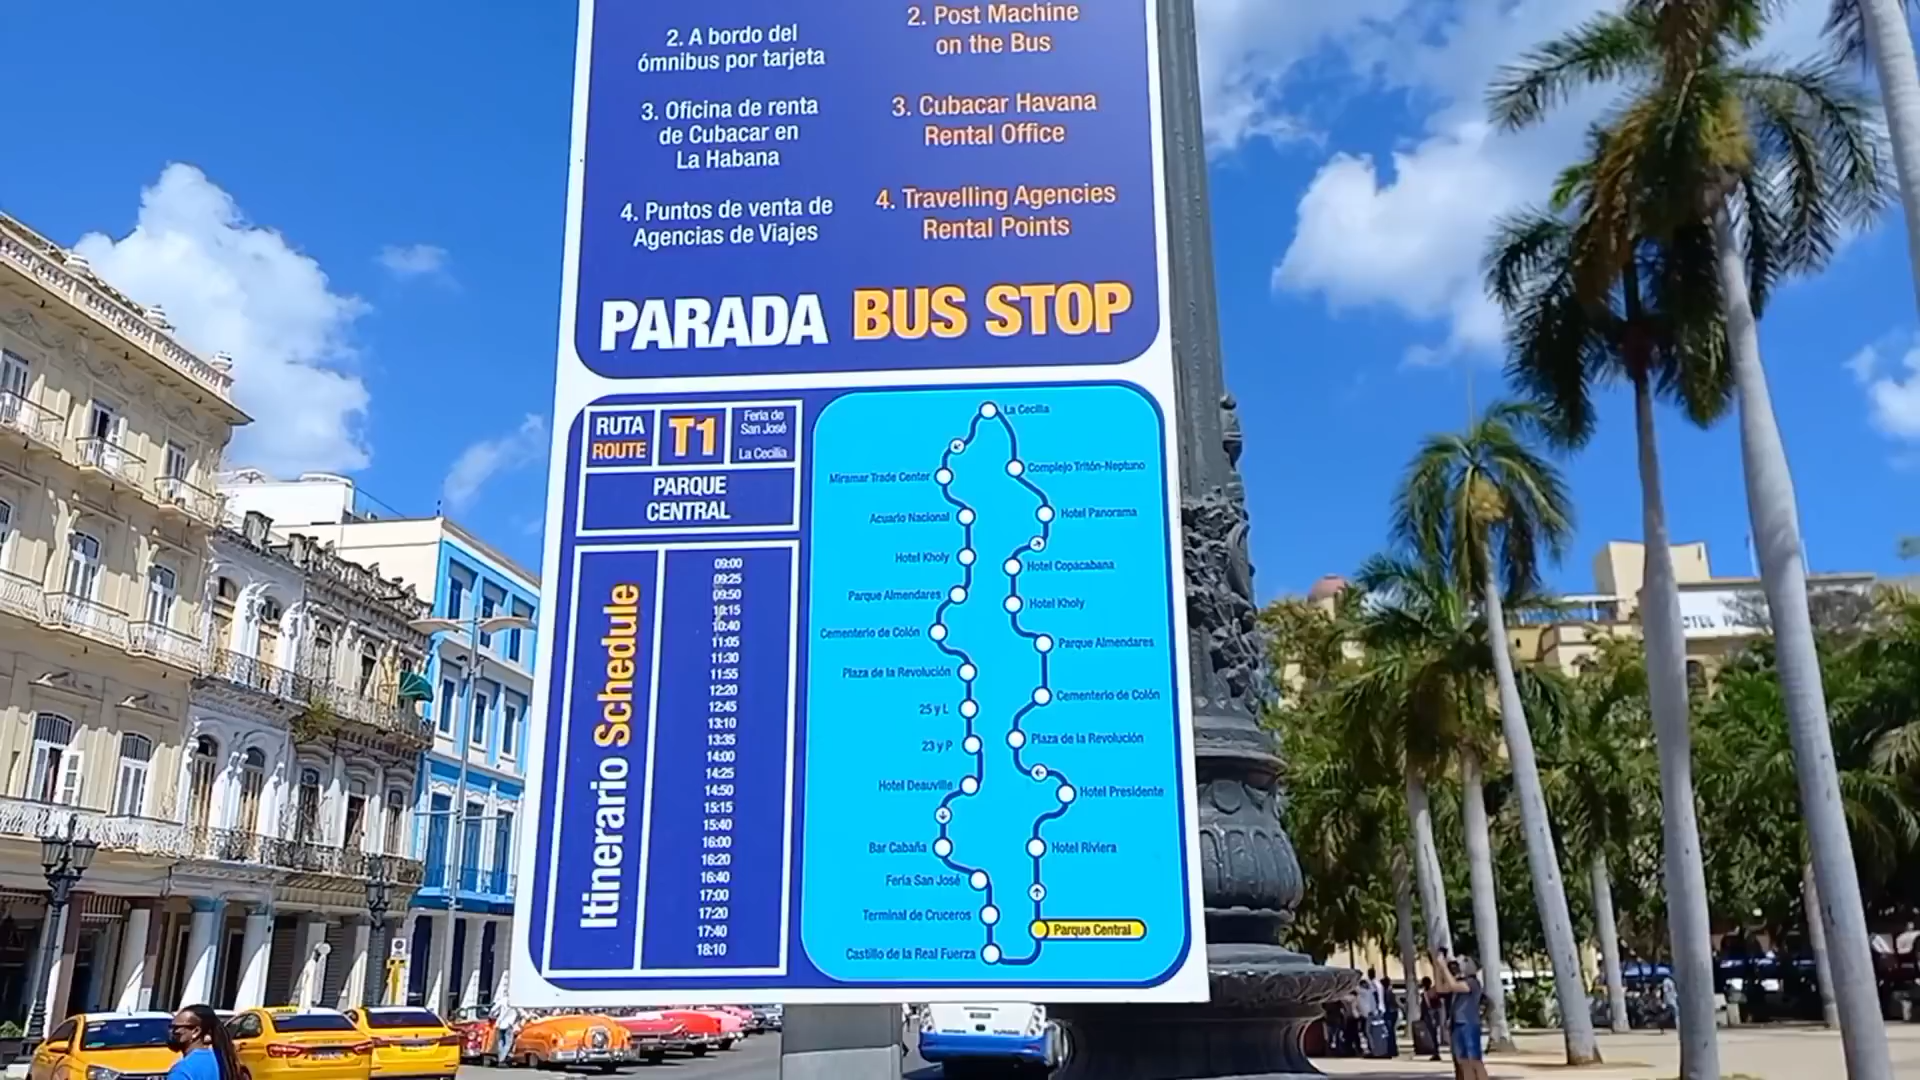 2. A bordo del
ómnibus por tarjeta
3. Oficina de renta
de Cubacar en
La Habana
4. Puntos de venta de
Agencias de Viajes
2. Post Machine
on the Bus
3. Cubacar Havana
Rental Office
4. Travelling Agencies
Rental Points
PARADA BUS STOP
RUTA
ROUTE
T1
Feria de
San José
La Cecilia
PARQUE
CENTRAL
Itinerario Schedule
09:00
09:25
09:50
10:15
10:40
11:05
11:30
11:55
12:20
12:45
13:10
13:35
14:00
14:25
14:50
15:15
15:40
16:00
16:20
16:40
17:00
17:20
17:40
18:10
La Cecilia
Miramar Trade Center
Acuario Nacional
Hotel Kholy
Parque Almendares
Cementerio de Colón
Plaza de la Revolución
25 y L
23 y P
Hotel Deauville
Bar Cabaña
Feria San José
Terminal de Cruceros
Castillo de la Real Fuerza
Complejo Tritón-Neptuno
Hotel Panorama
Hotel Copacabana
Hotel Kholy
Parque Almendares
Cementerio de Colón
Plaza de la Revolución
Hotel Presidente
Hotel Riviera
Parque Central